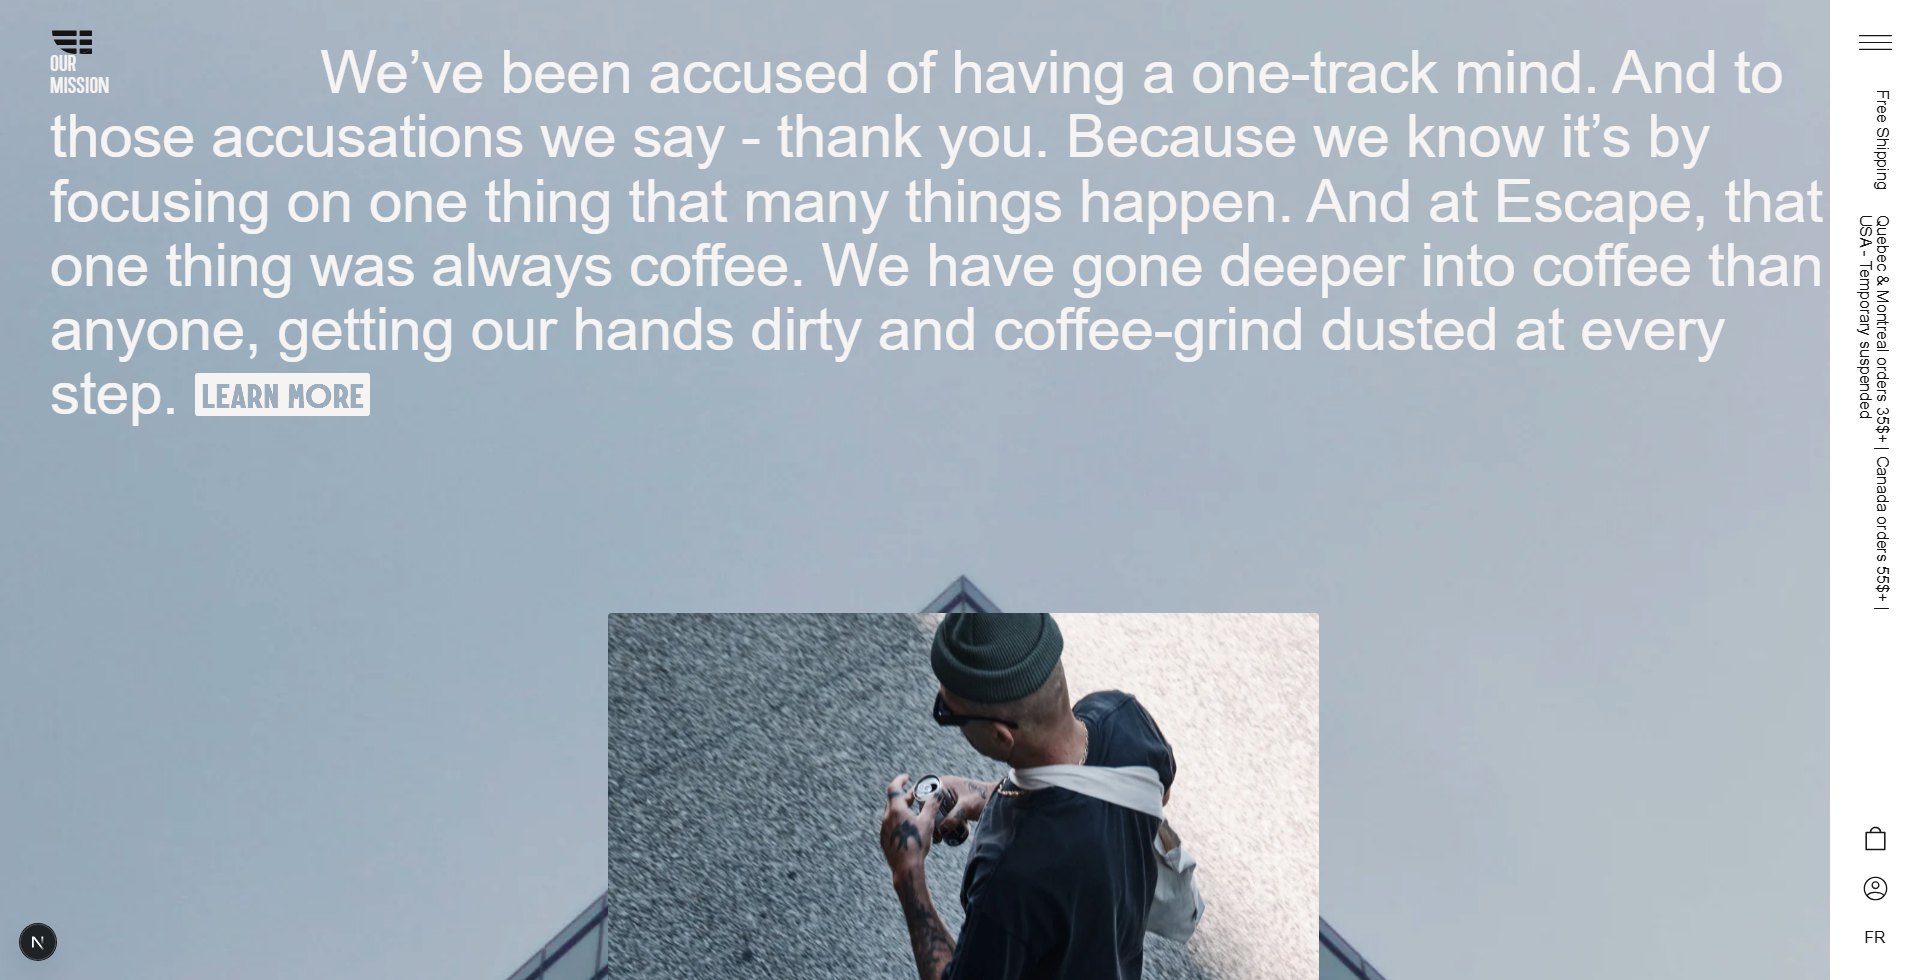 OUR
MISSION
We’ve been accused of having a one-track mind. And to
those accusations we say - thank you. Because we know it’s by
focusing on one thing that many things happen. And at Escape, that
one thing was always coffee. We have gone deeper into coffee than
anyone, getting our hands dirty and coffee-grind dusted at every
step. LEARN MORE
Free Shipping
Quebec & Montreal orders 35$+ | Canada orders 55$+ |
USA - Temporary suspended
FR
N